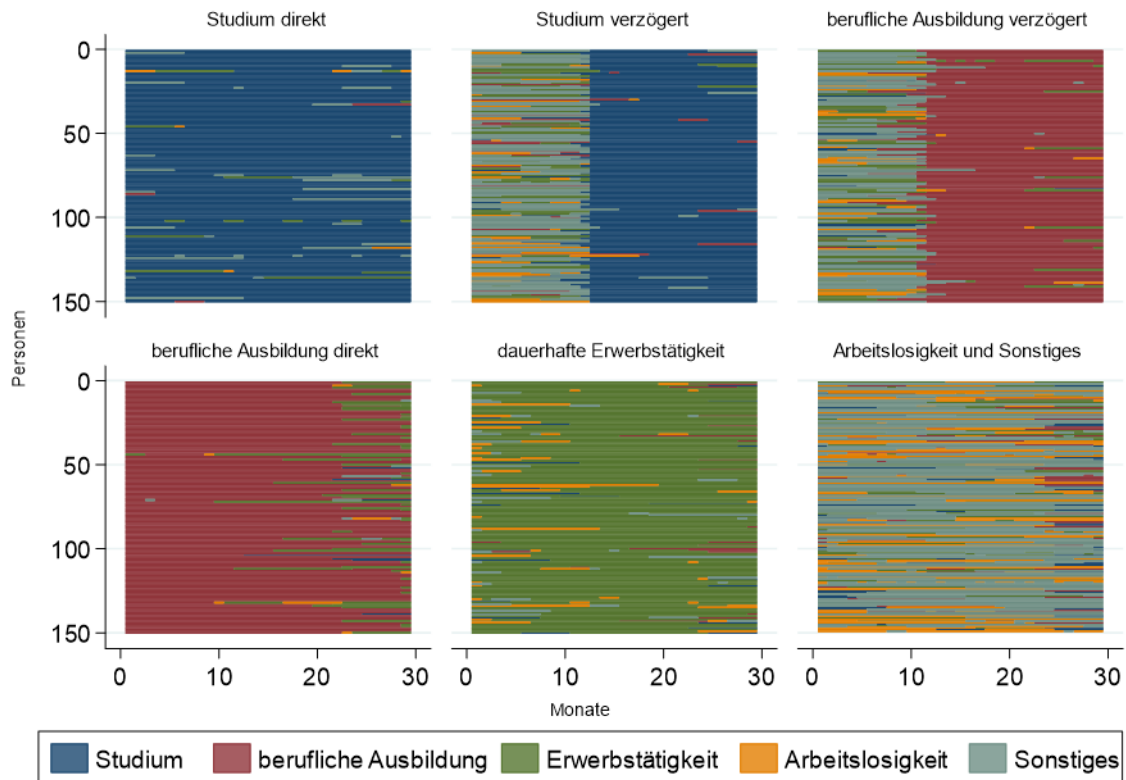 Studium direkt
Studium verzögert
berufliche Ausbildung verzögert
0
50
100
150
berufliche Ausbildung direkt
dauerhafte Erwerbstätigkeit
Arbeitslosigkeit und Sonstiges
0
50
100
150
Personen
0 10 20 30
0 10 20 30
0 10 20 30
Monate
Studium
berufliche Ausbildung
Erwerbstätigkeit
Arbeitslosigkeit
Sonstiges